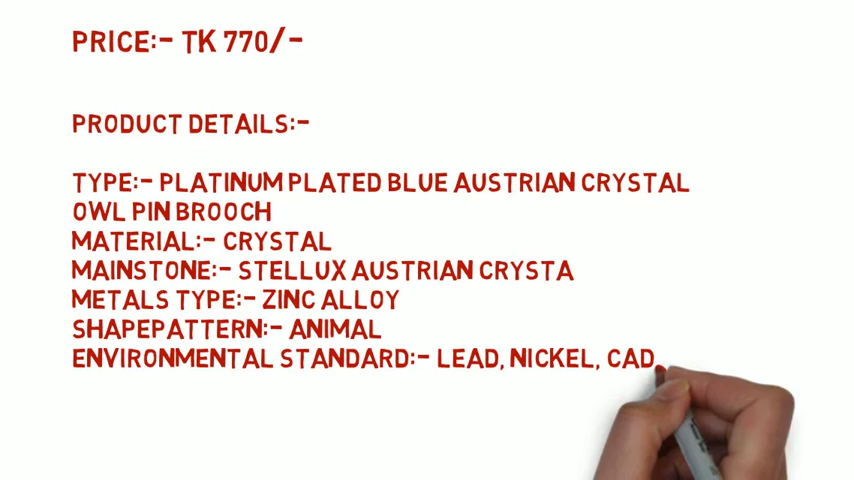 PRICE:- TK 770/-
PRODUCT DETAILS:-
TYPE:- PLATINUM PLATED BLUE AUSTRIAN CRYSTAL
OWL PIN BROOCH
MATERIAL:- CRYSTAL
MAINSTONE:- STELLUX AUSTRIAN CRYSTA
METALS TYPE:- ZINC ALLOY
SHAPEPATTERN:- ANIMAL
ENVIRONMENTAL STANDARD:- LEAD, NICKEL, CAD